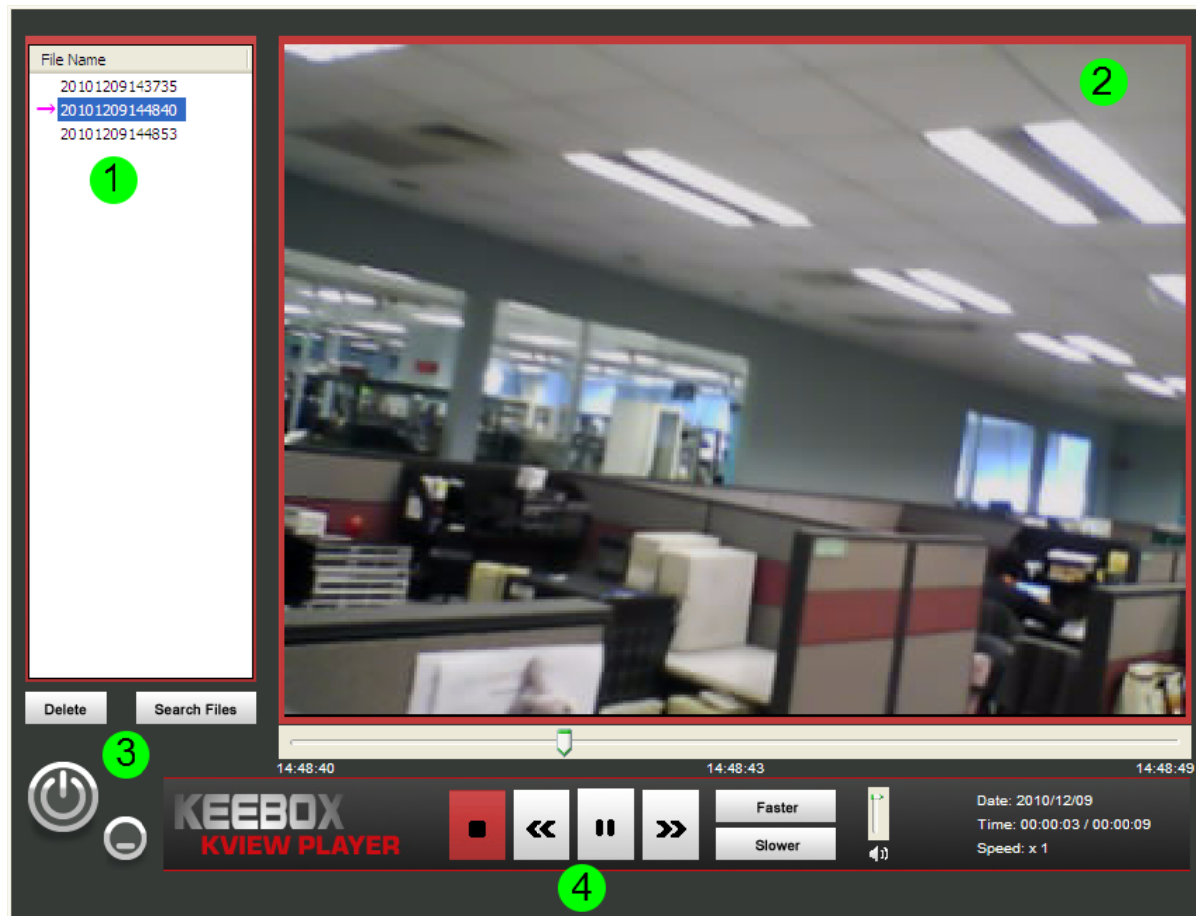 File Name
20101209143735
20101209144840
20101209144853
1
2
Delete
Search Files
3
14:48:40
14:48:43
14:48:49
KEEBOX
KVIEW PLAYER
Faster
Slower
Date: 2010/12/09
Time: 00:00:03 / 00:00:09
Speed: x 1
4